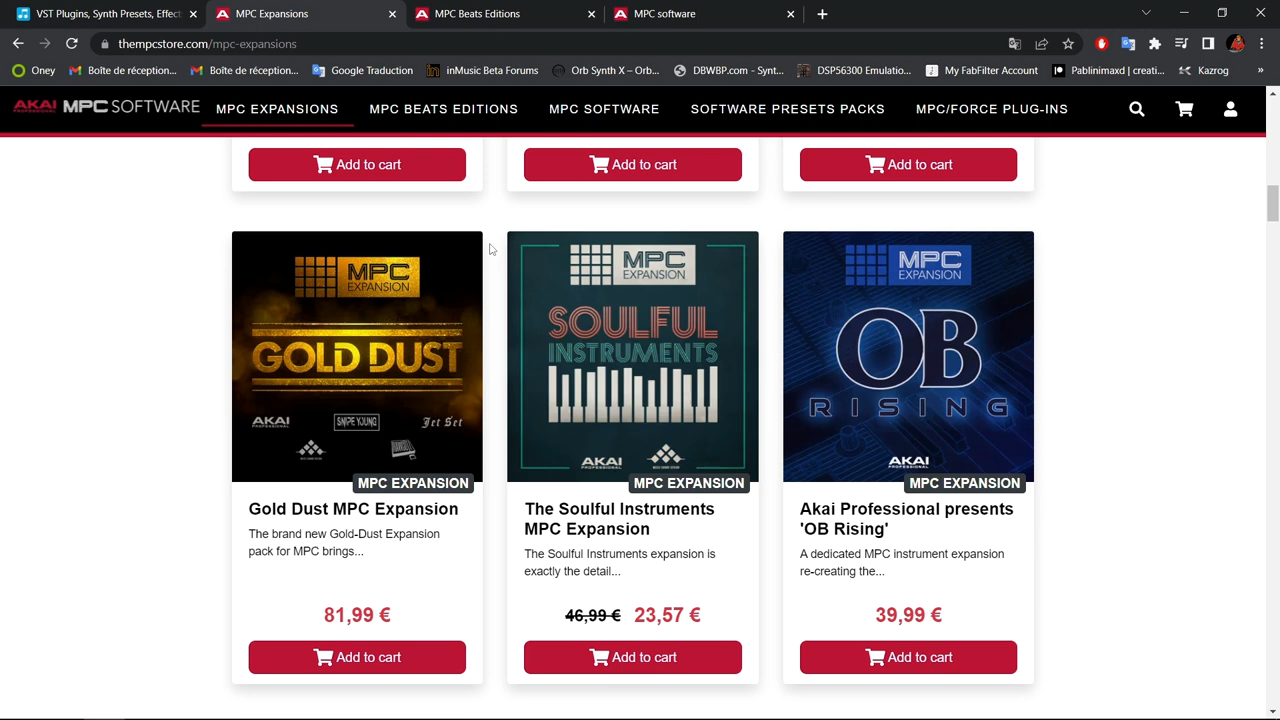 VST Plugins, Synth Presets, Effect
MPC Expansions
MPC Beats Editions
MPC software
thempcstore.com/mpc-expansions
Oney
Boîte de réception...
Boîte de réception...
Google Traduction
inMusic Beta Forums
Orb Synth X – Orb...
DBWBP.com - Synt...
DSP56300 Emulatio...
My FabFilter Account
Pablinimaxd | creati...
Kazrog
»
AKAI MPC SOFTWARE
MPC EXPANSIONS
MPC BEATS EDITIONS
MPC SOFTWARE
SOFTWARE PRESETS PACKS
MPC/FORCE PLUG-INS
Add to cart
Add to cart
Add to cart
MPC
EXPANSION
GOLD DUST
AKAI
PROFESSIONAL
SNIPE YOUNG
Jet Set
MPC EXPANSION
Gold Dust MPC Expansion
The brand new Gold-Dust Expansion
pack for MPC brings...
81,99 €
Add to cart
MPC
EXPANSION
SOULFUL
INSTRUMENTS
AKAI
PROFESSIONAL
MPC EXPANSION
The Soulful Instruments
MPC Expansion
The Soulful Instruments expansion is
exactly the detail...
46,99 € 23,57 €
Add to cart
MPC
EXPANSION
OB
RISING
AKAI
PROFESSIONAL
MPC EXPANSION
Akai Professional presents
'OB Rising'
A dedicated MPC instrument expansion
re-creating the...
39,99 €
Add to cart